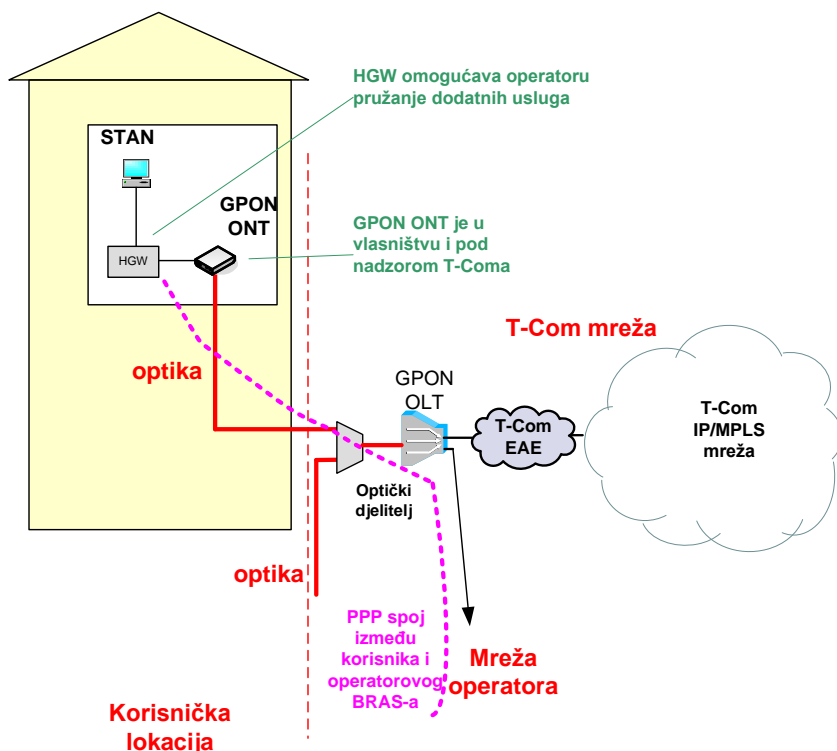 HGW omogućava operatoru
pružanje dodatnih usluga
STAN
GPON
ONT
HGW
GPON ONT je u
vlasništvu i pod
nadzorom T-Coma
T-Com mreža
optika
GPON
OLT
T-Com
EAE
T-Com
IP/MPLS
mreža
Optički
djelitelj
optika
PPP spoj
između
korisnika i
operatorovog
BRAS-a
Mreža
operatora
Korisnička
lokacija